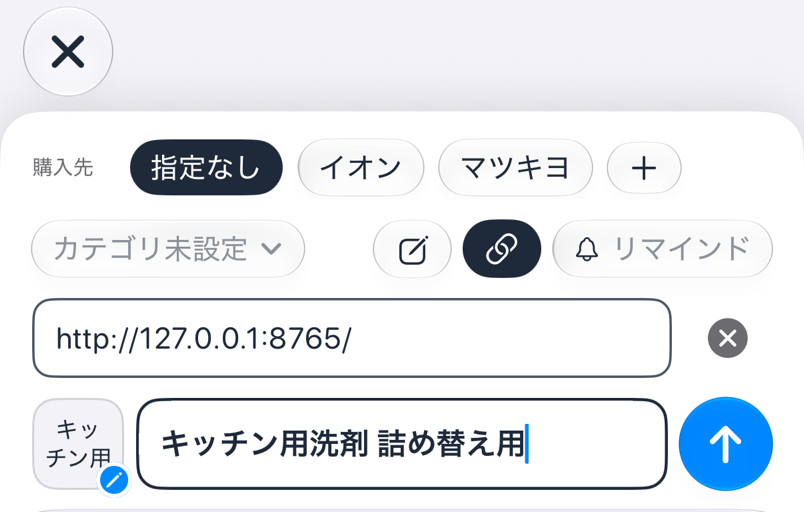 購入先 指定なし イオン マツキヨ +
カテゴリ未設定 リマインド
http://127.0.0.1:8765/
キッ
チン用
キッチン用洗剤 詰め替え用